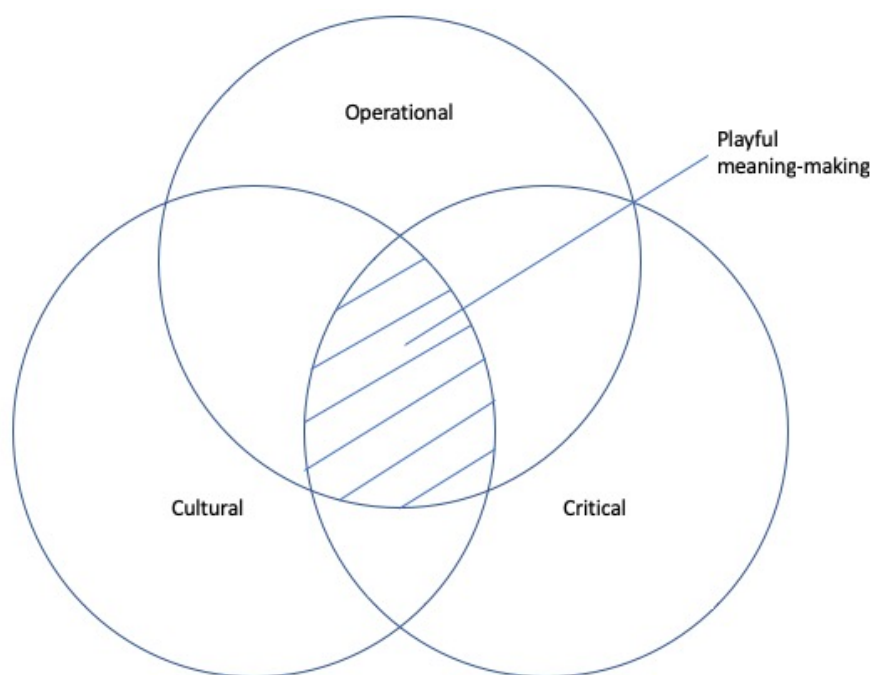 Operational
Playful
meaning-making
Cultural
Critical